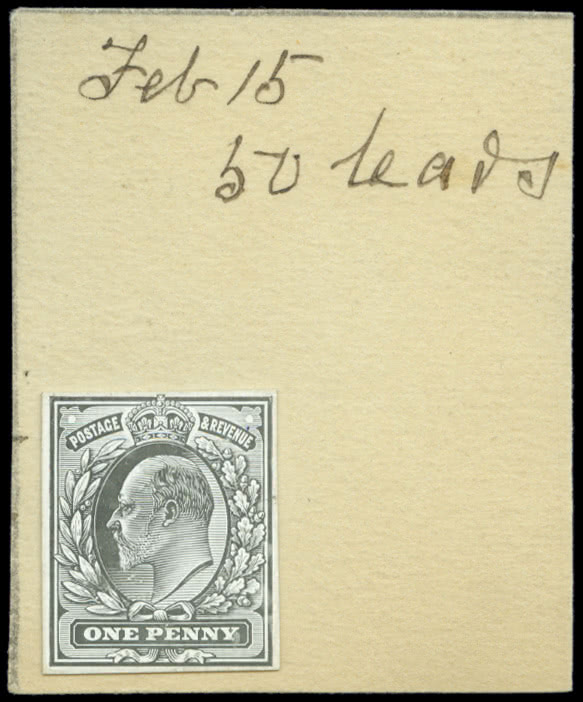 Feb 15
50 leads
POSTAGE & REVENUE
ONE PENNY